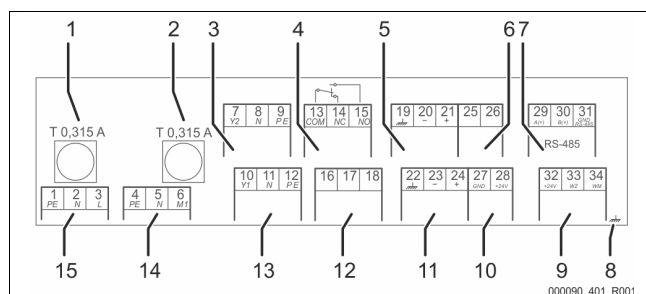 1 2 3 4 5 6 7
7 8 9 13 14 15 19 20 21 25 26 29 30 31
Y2 N PE COM NC NO − + A(+) B(+) GND RS-485
T 0,315 A T 0,315 A RS-485
10 11 12 16 17 18 22 23 24 27 28 32 33 34
Y1 N PE − + GND +24V +24V WZ WM
1 2 3 4 5 6
PE N L PE N M1
15 14 13 12 11 10 9 8
000090_401_R001